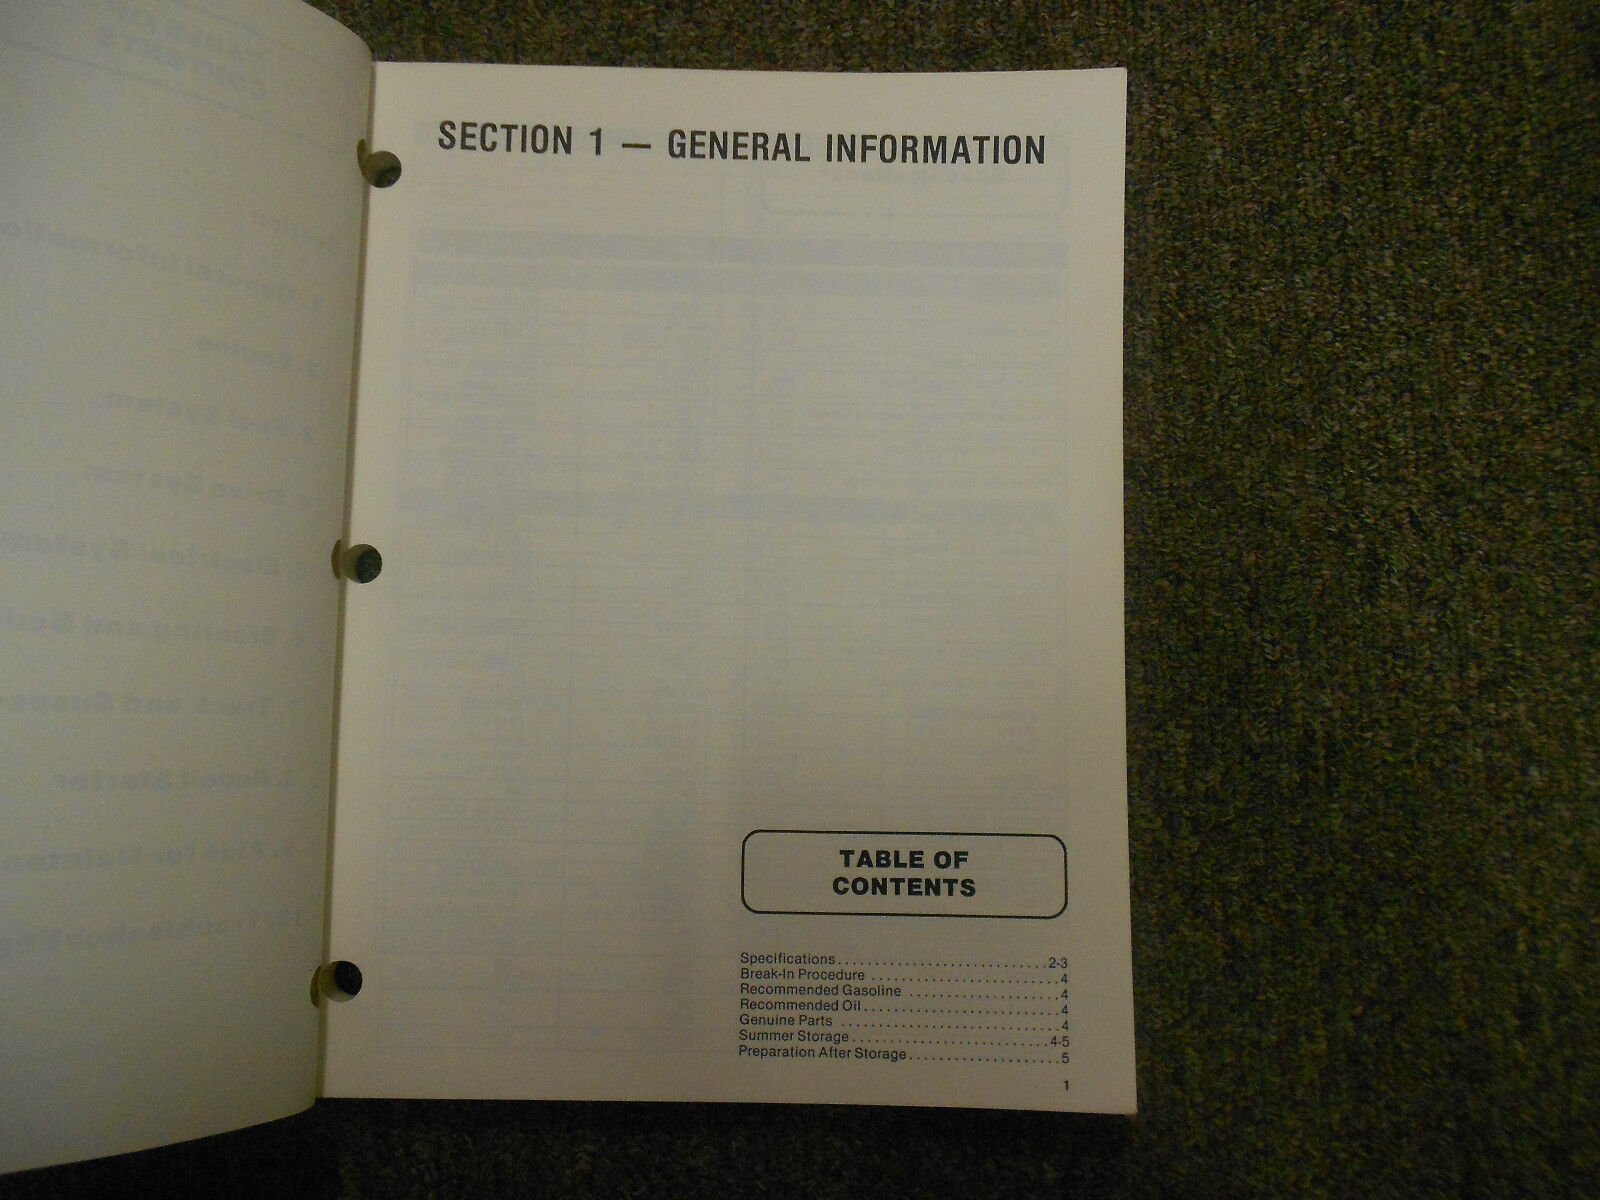 SECTION 1 — GENERAL INFORMATION
TABLE OF
CONTENTS
Specifications............................2-3
Break-In Procedure.........................4
Recommended Gasoline....................4
Recommended Oil..........................4
Genuine Parts.............................4
Summer Storage..........................4-5
Preparation After Storage....................5
1